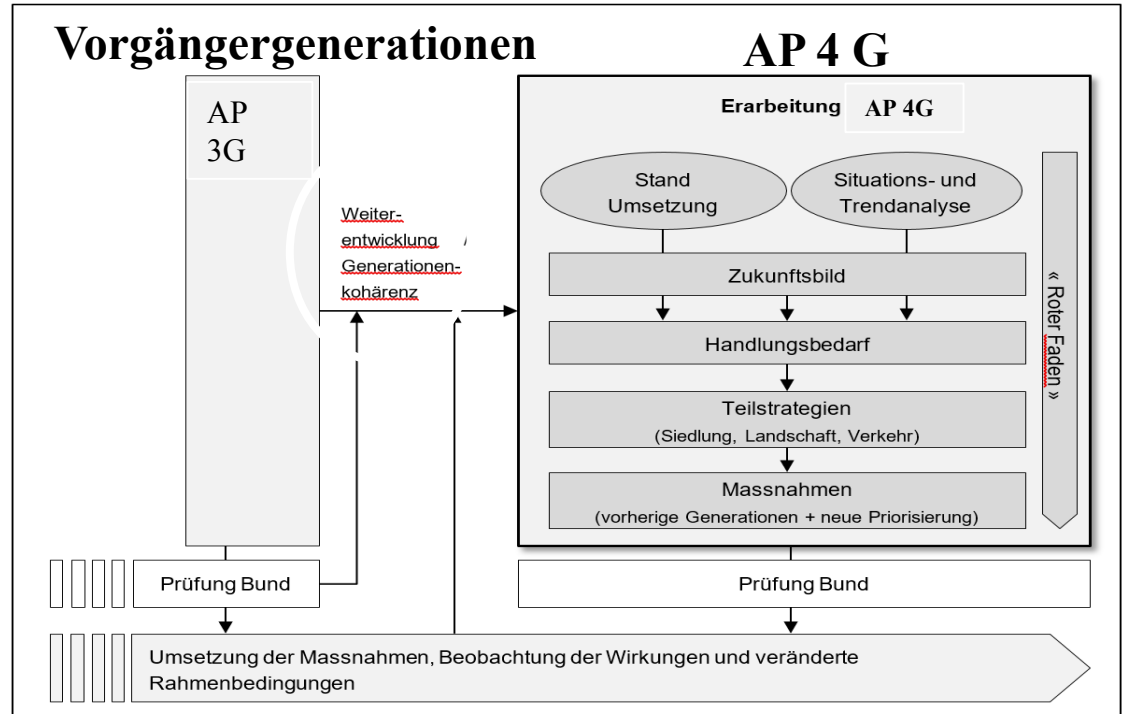 Vorgängergenerationen
AP 4 G
AP
3G
Weiter-
entwicklung /
Generationen-
kohärenz
Erarbeitung AP 4G
Stand
Umsetzung
Situations- und
Trendanalyse
Zukunftsbild
Handlungsbedarf
Teilstrategien
(Siedlung, Landschaft, Verkehr)
Massnahmen
(vorherige Generationen + neue Priorisierung)
« Roter Faden »
Prüfung Bund
Prüfung Bund
Umsetzung der Massnahmen, Beobachtung der Wirkungen und veränderte
Rahmenbedingungen